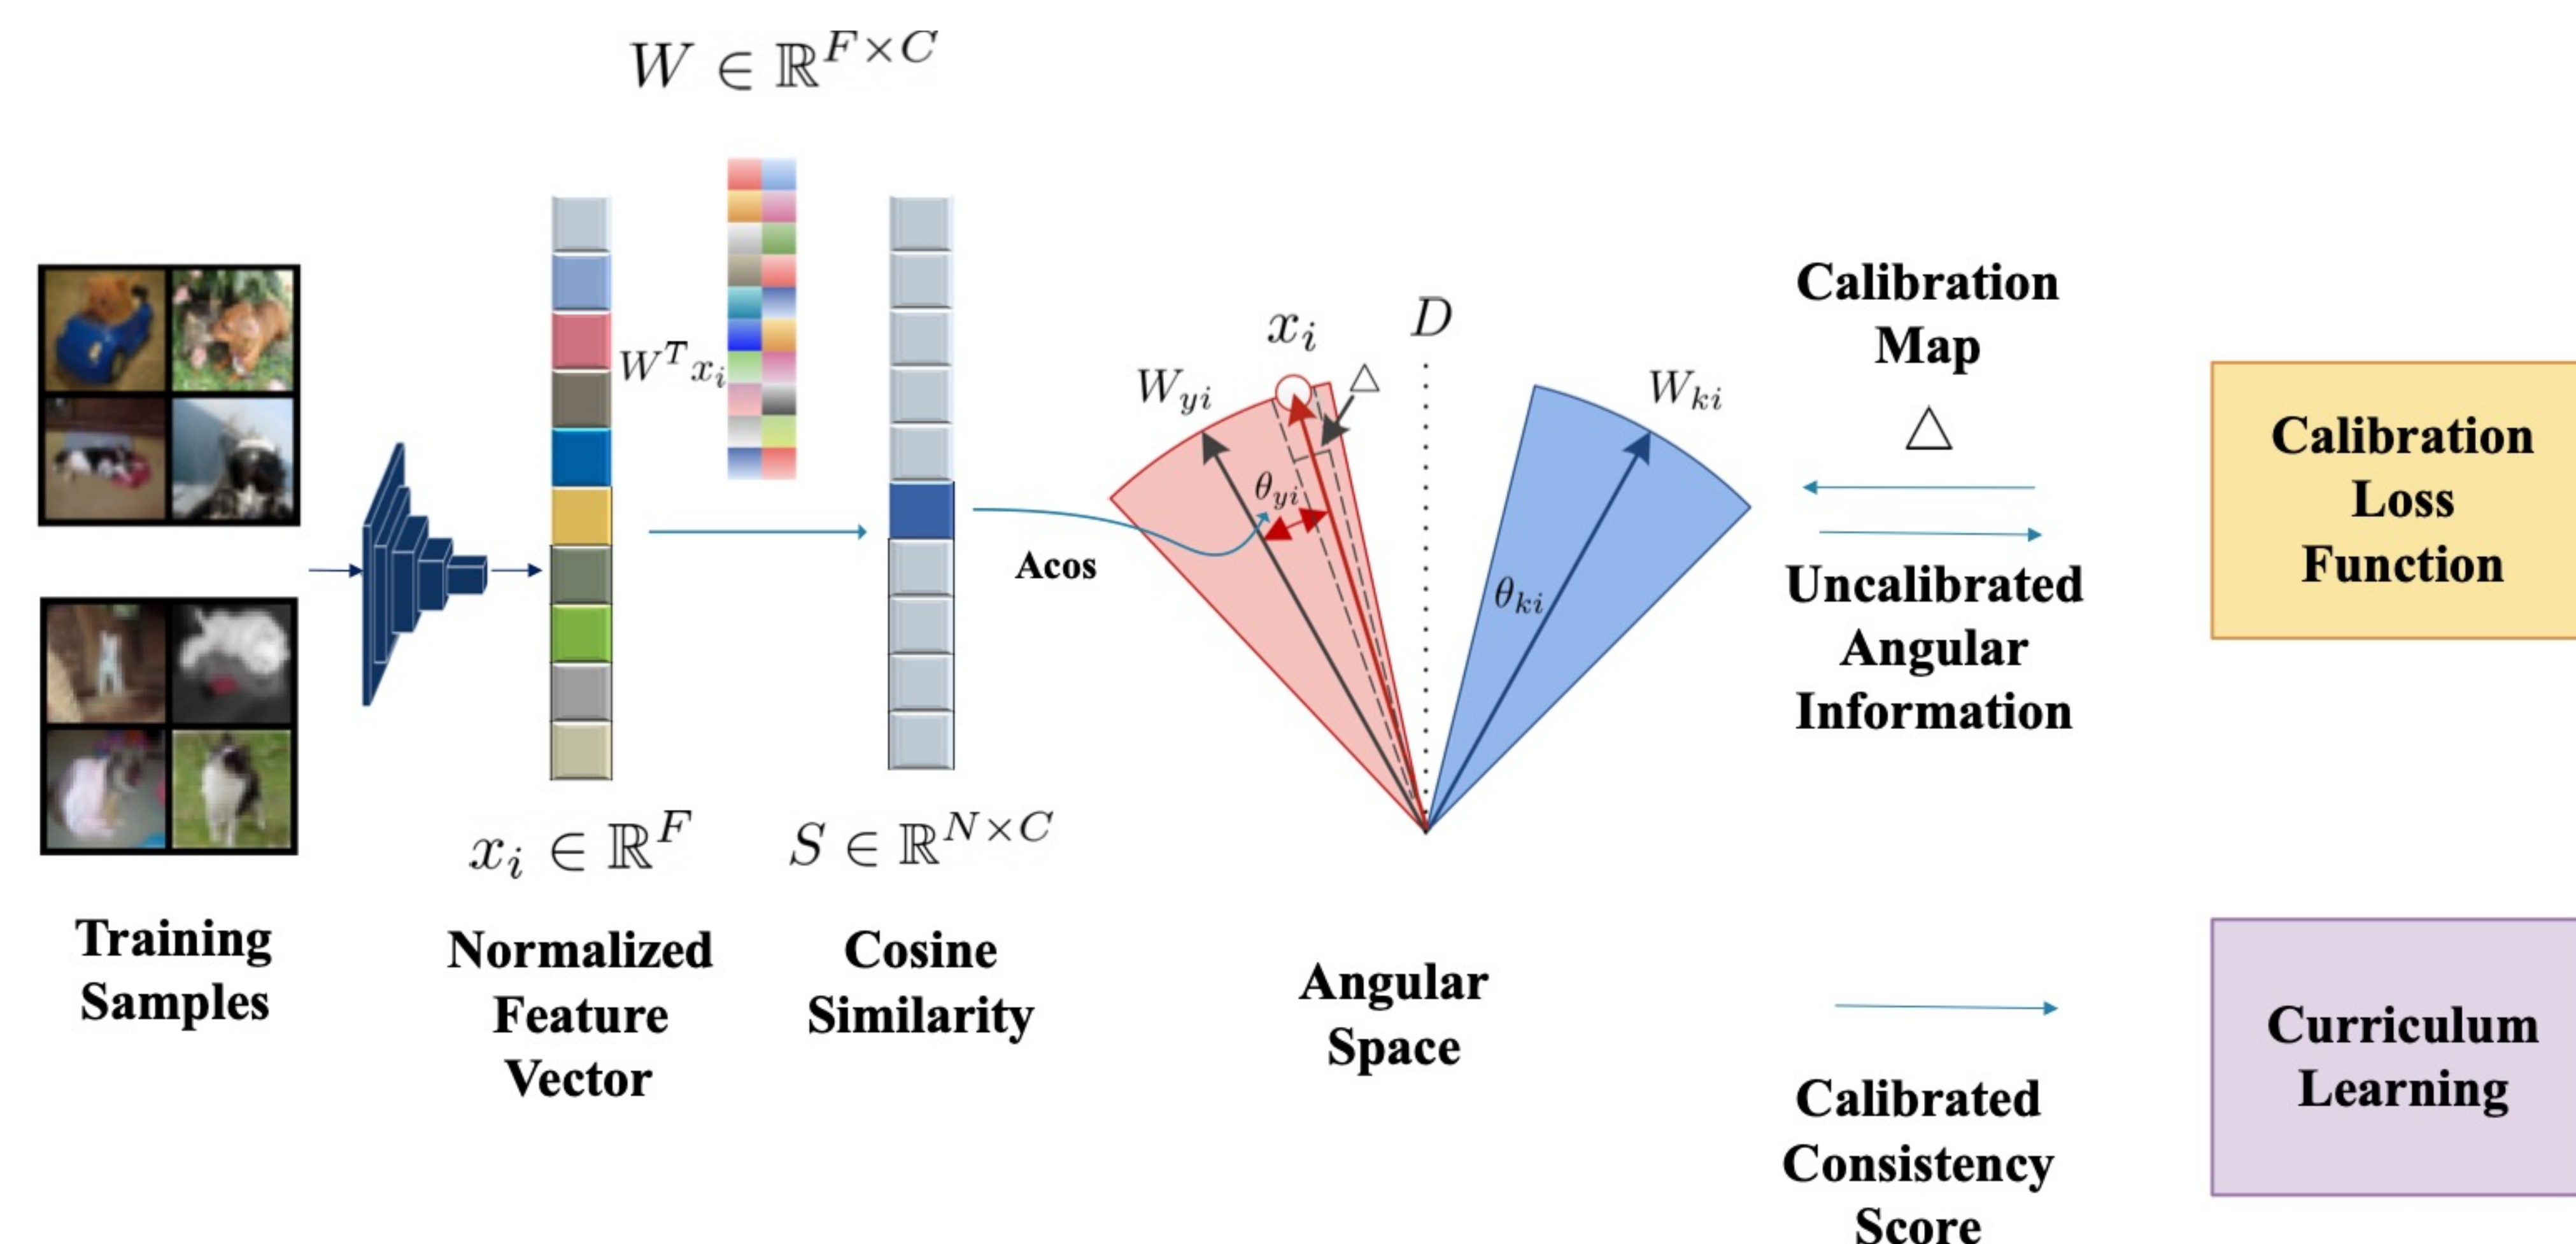 W ∈ ℝ^{F×C}
W^T x_i
x_i
D
△
W_{yi}
W_{ki}
θ_{yi}
θ_{ki}
Acos
Calibration
Map
△
Uncalibrated
Angular
Information
Calibration
Loss
Function
x_i ∈ ℝ^F
S ∈ ℝ^{N×C}
Training
Samples
Normalized
Feature
Vector
Cosine
Similarity
Angular
Space
Calibrated
Consistency
Score
Curriculum
Learning